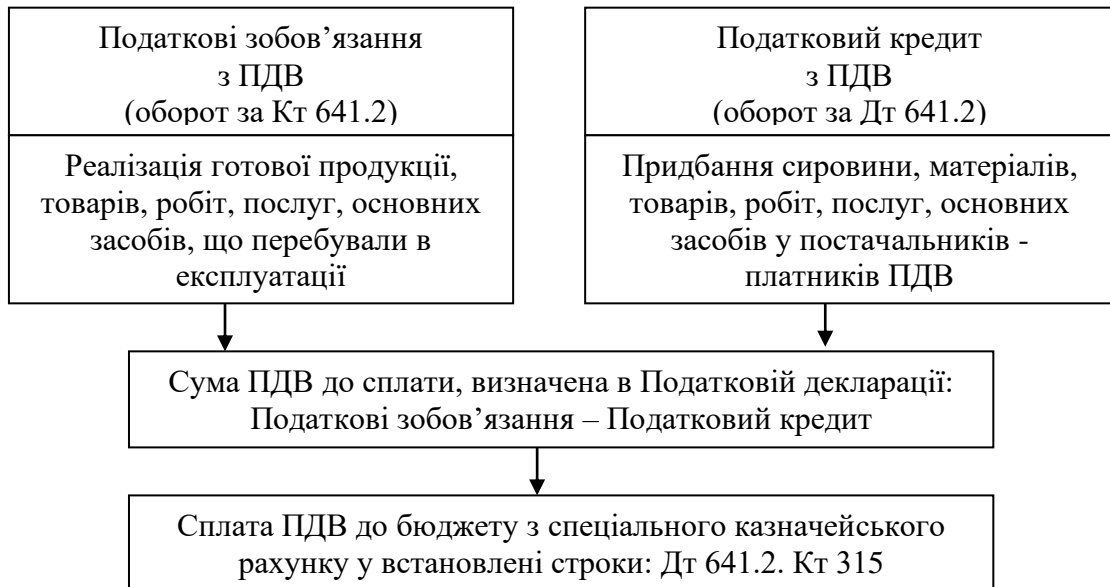 Податкові зобов’язання
з ПДВ
(оборот за Кт 641.2)
Реалізація готової продукції,
товарів, робіт, послуг, основних
засобів, що перебували в
експлуатації
Податковий кредит
з ПДВ
(оборот за Дт 641.2)
Придбання сировини, матеріалів,
товарів, робіт, послуг, основних
засобів у постачальників -
платників ПДВ
Сума ПДВ до сплати, визначена в Податковій декларації:
Податкові зобов’язання – Податковий кредит
Сплата ПДВ до бюджету з спеціального казначейського
рахунку у встановлені строки: Дт 641.2. Кт 315